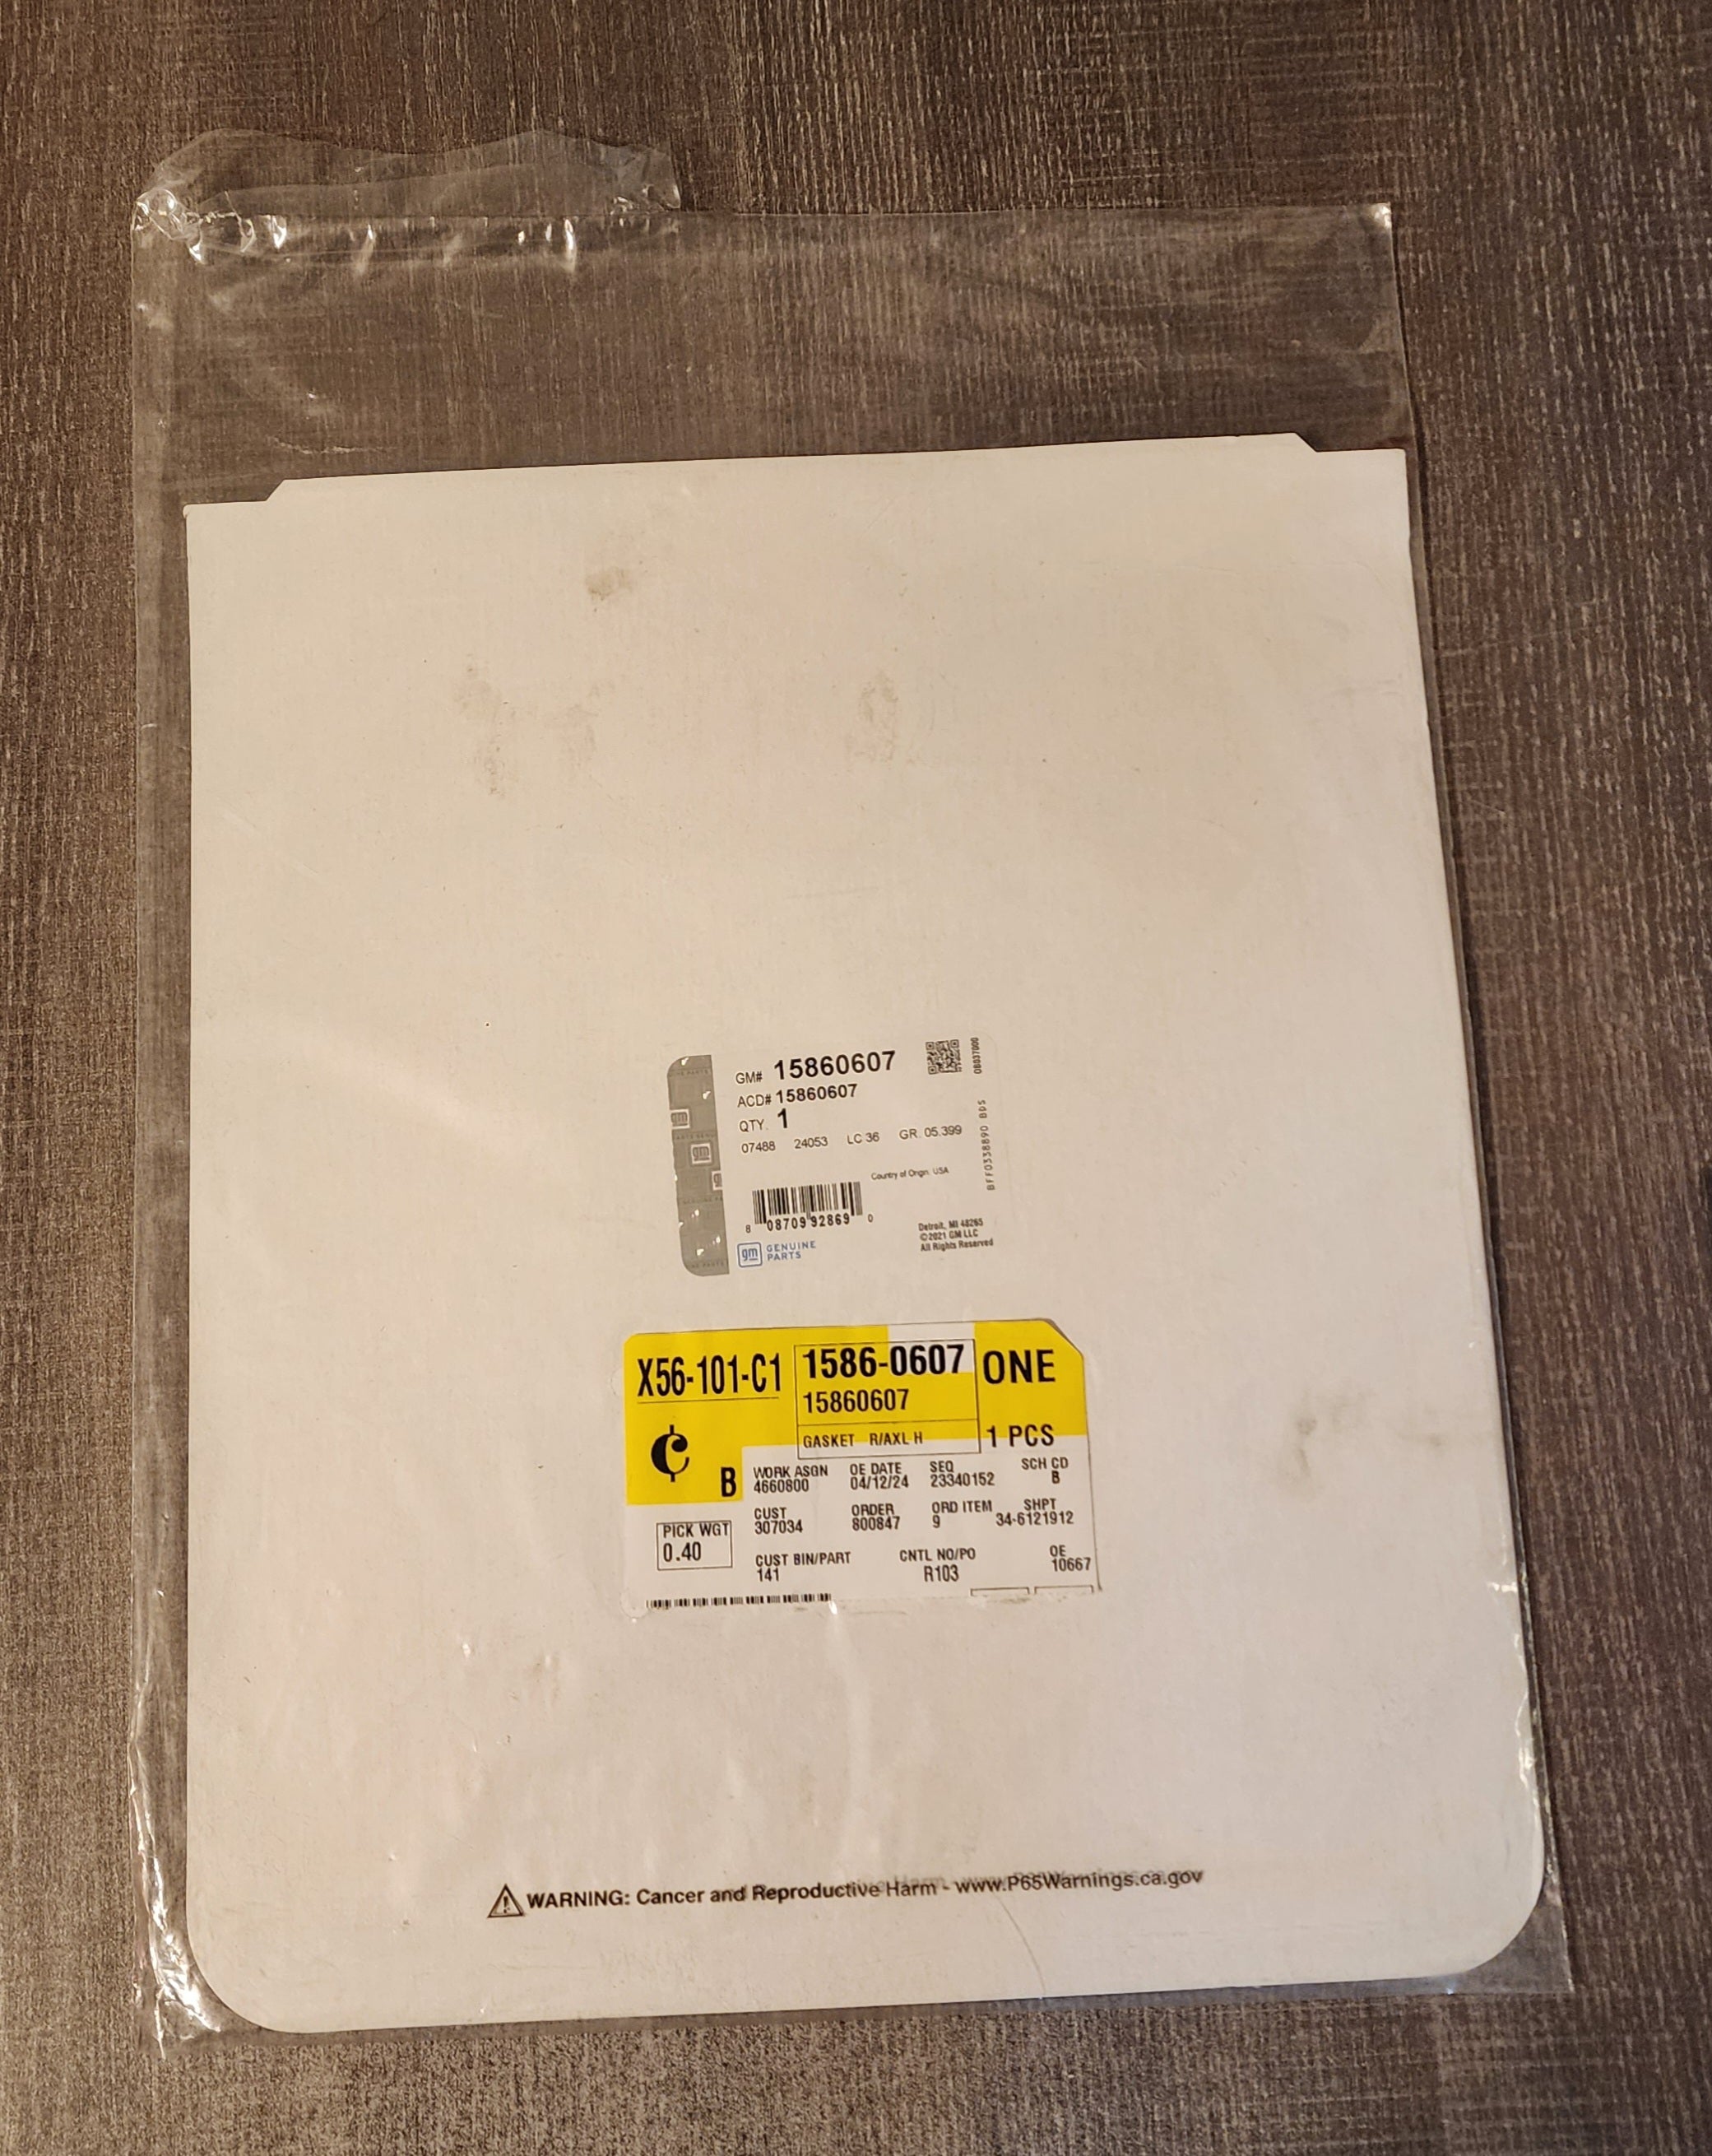 GM# 15860607
ACD# 15860607
QTY. 1
07488 24053 LC 36 GR. 05.399
Country of Origin: USA
8 08709 92869 0
gm GENUINE
PARTS
Detroit, MI 48265
©2021 GM LLC
All Rights Reserved
BFF0338890 BDS
X56-101-C1
1586-0607
ONE
15860607
GASKET R/AXL H
1 PCS
¢
B
WORK ASGN OE DATE SEQ SCH CD
4660800 04/12/24 23340152 B
CUST ORDER ORD ITEM SHPT
307034 800847 9 34-6121912
PICK WGT
0.40
CUST BIN/PART CNTL NO/PO OE
141 R103 10667
WARNING: Cancer and Reproductive Harm - www.P65Warnings.ca.gov